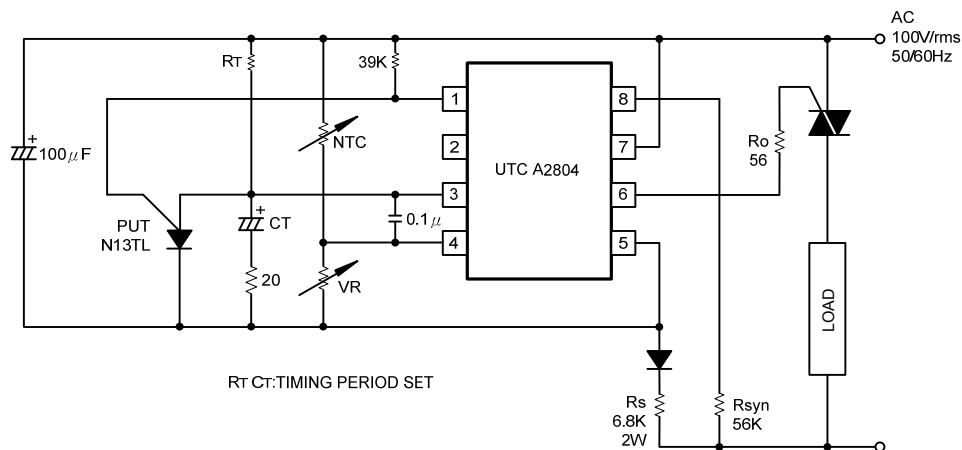 AC
100V/rms
50/60Hz
RT
39K
1
8
NTC
Ro
56
+
100μF
2
7
UTC A2804
3
6
PUT
N13TL
+
CT
0.1μ
4
5
20
VR
LOAD
RT CT:TIMING PERIOD SET
Rs
6.8K
2W
Rsyn
56K